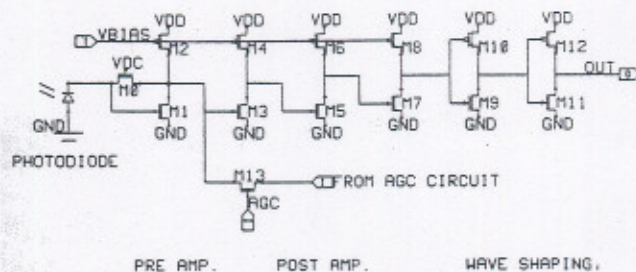 VDD VDD VDD VDD VDD VDD
VBIAS M2 M4 M6 M8 M10 M12
VDC
M0
OUT
M1 M3 M5 M7 M9 M11
GND GND GND GND GND GND GND
PHOTODIODE
M13
FROM AGC CIRCUIT
AGC
PRE AMP. POST AMP. WAVE SHAPING.